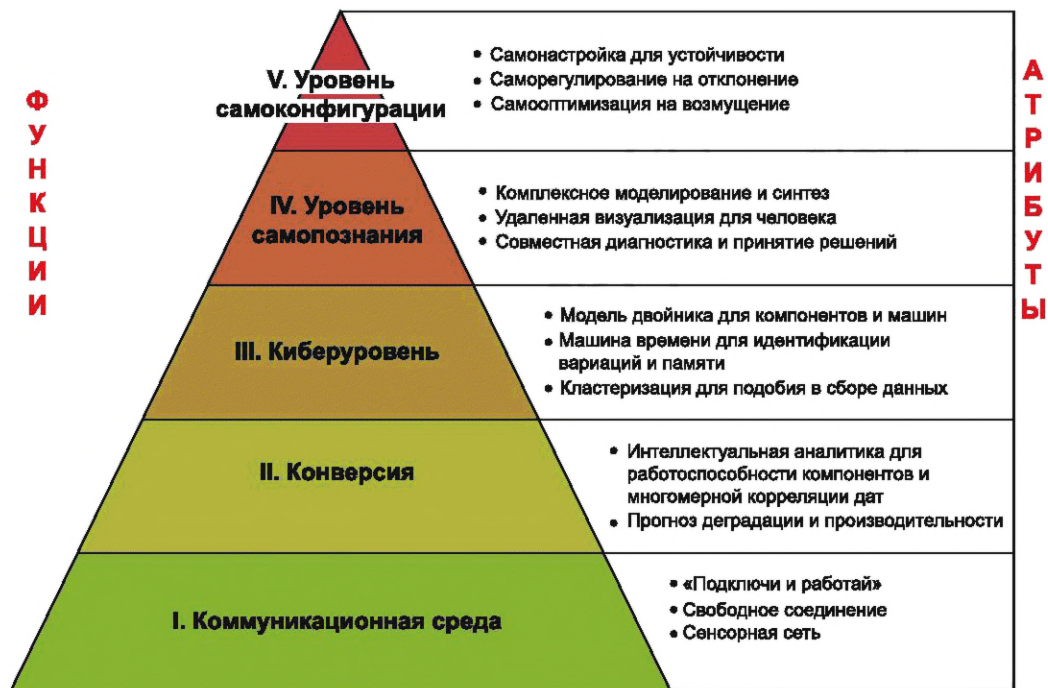 ФУНКЦИИ
V. Уровень
самоконфигурации
• Самонастройка для устойчивости
• Саморегулирование на отклонение
• Самооптимизация на возмущение
АТРИБУТЫ
IV. Уровень
самопознания
• Комплексное моделирование и синтез
• Удаленная визуализация для человека
• Совместная диагностика и принятие решений
III. Киберуровень
• Модель двойника для компонентов и машин
• Машина времени для идентификации
вариаций и памяти
• Кластеризация для подобия в сборе данных
II. Конверсия
• Интеллектуальная аналитика для
работоспособности компонентов и
многомерной корреляции дат
• Прогноз деградации и производительности
I. Коммуникационная среда
• «Подключи и работай»
• Свободное соединение
• Сенсорная сеть